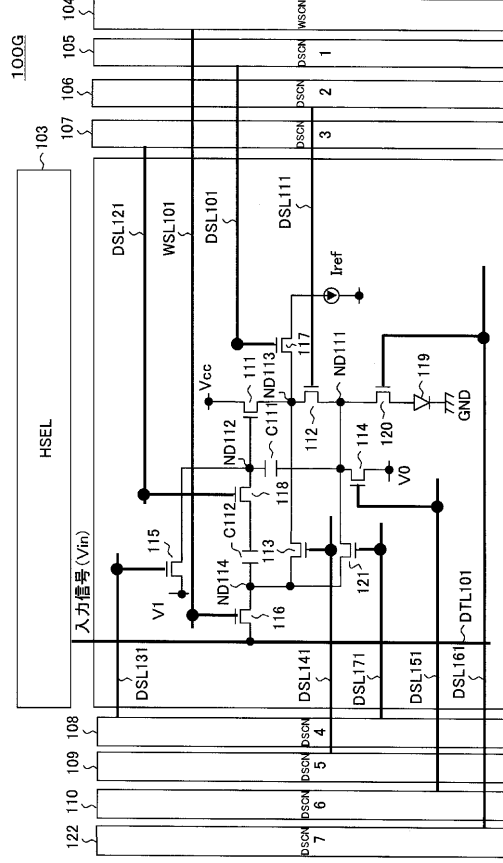 100G
103
HSEL
入力信号(Vin)
104
WSCN
105
DSCN
1
106
DSCN
2
107
DSCN
3
DSL121
WSL101
DSL101
DSL111
Vcc
111
ND112
ND113
C111
C112
118
117
Iref
112
ND111
ND114
113
115
V1
116
114
V0
119
120
GND
121
DSL131
DSL141
DSL171
DSL151
DSL161
DTL101
108
DSCN
4
109
DSCN
5
110
DSCN
6
122
DSCN
7